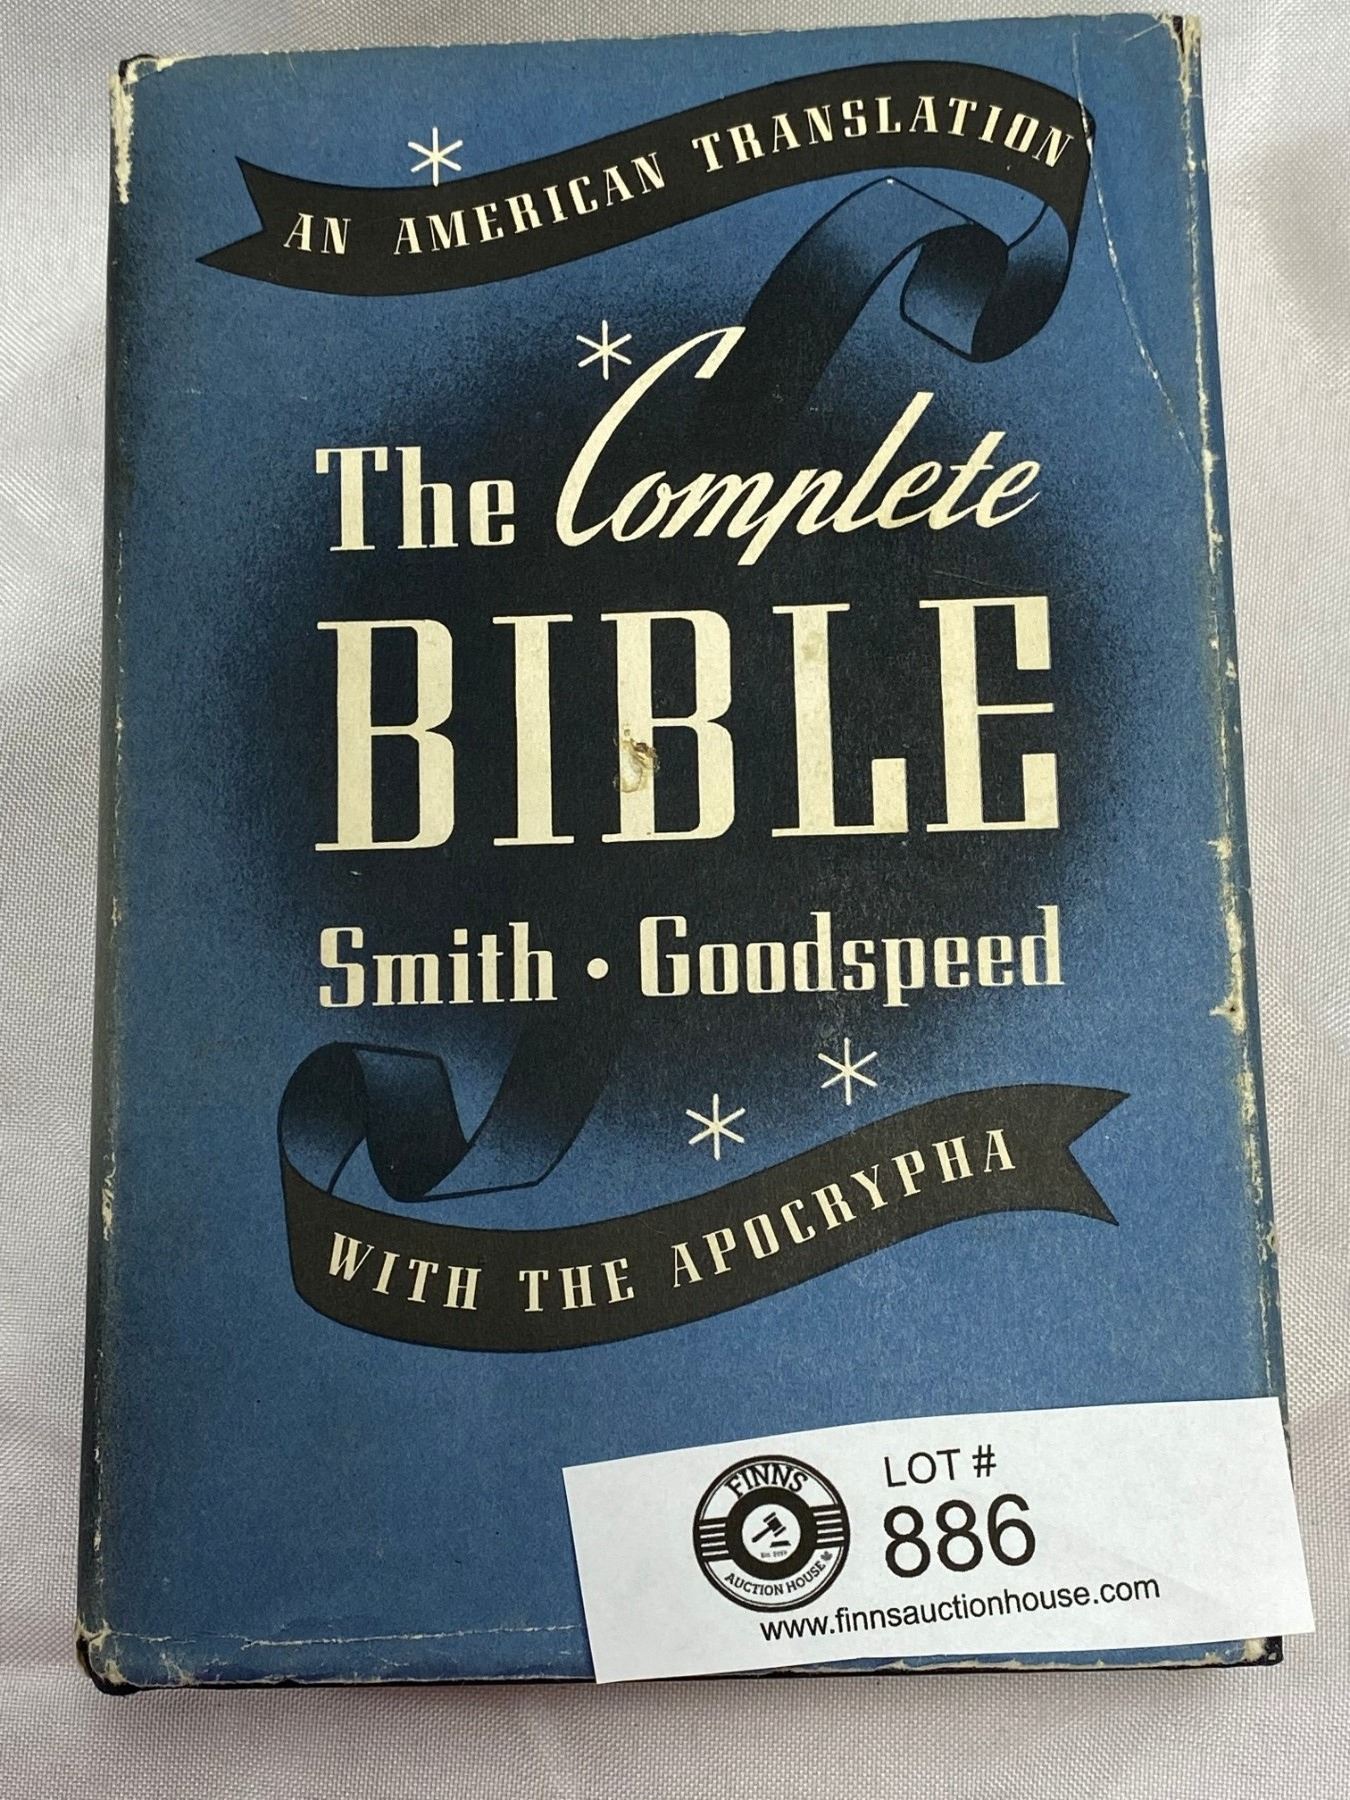 AN AMERICAN TRANSLATION
The Complete
BIBLE
Smith • Goodspeed
WITH THE APOCRYPHA
FINNS
AUCTION HOUSE
LOT #
886
www.finnsauctionhouse.com